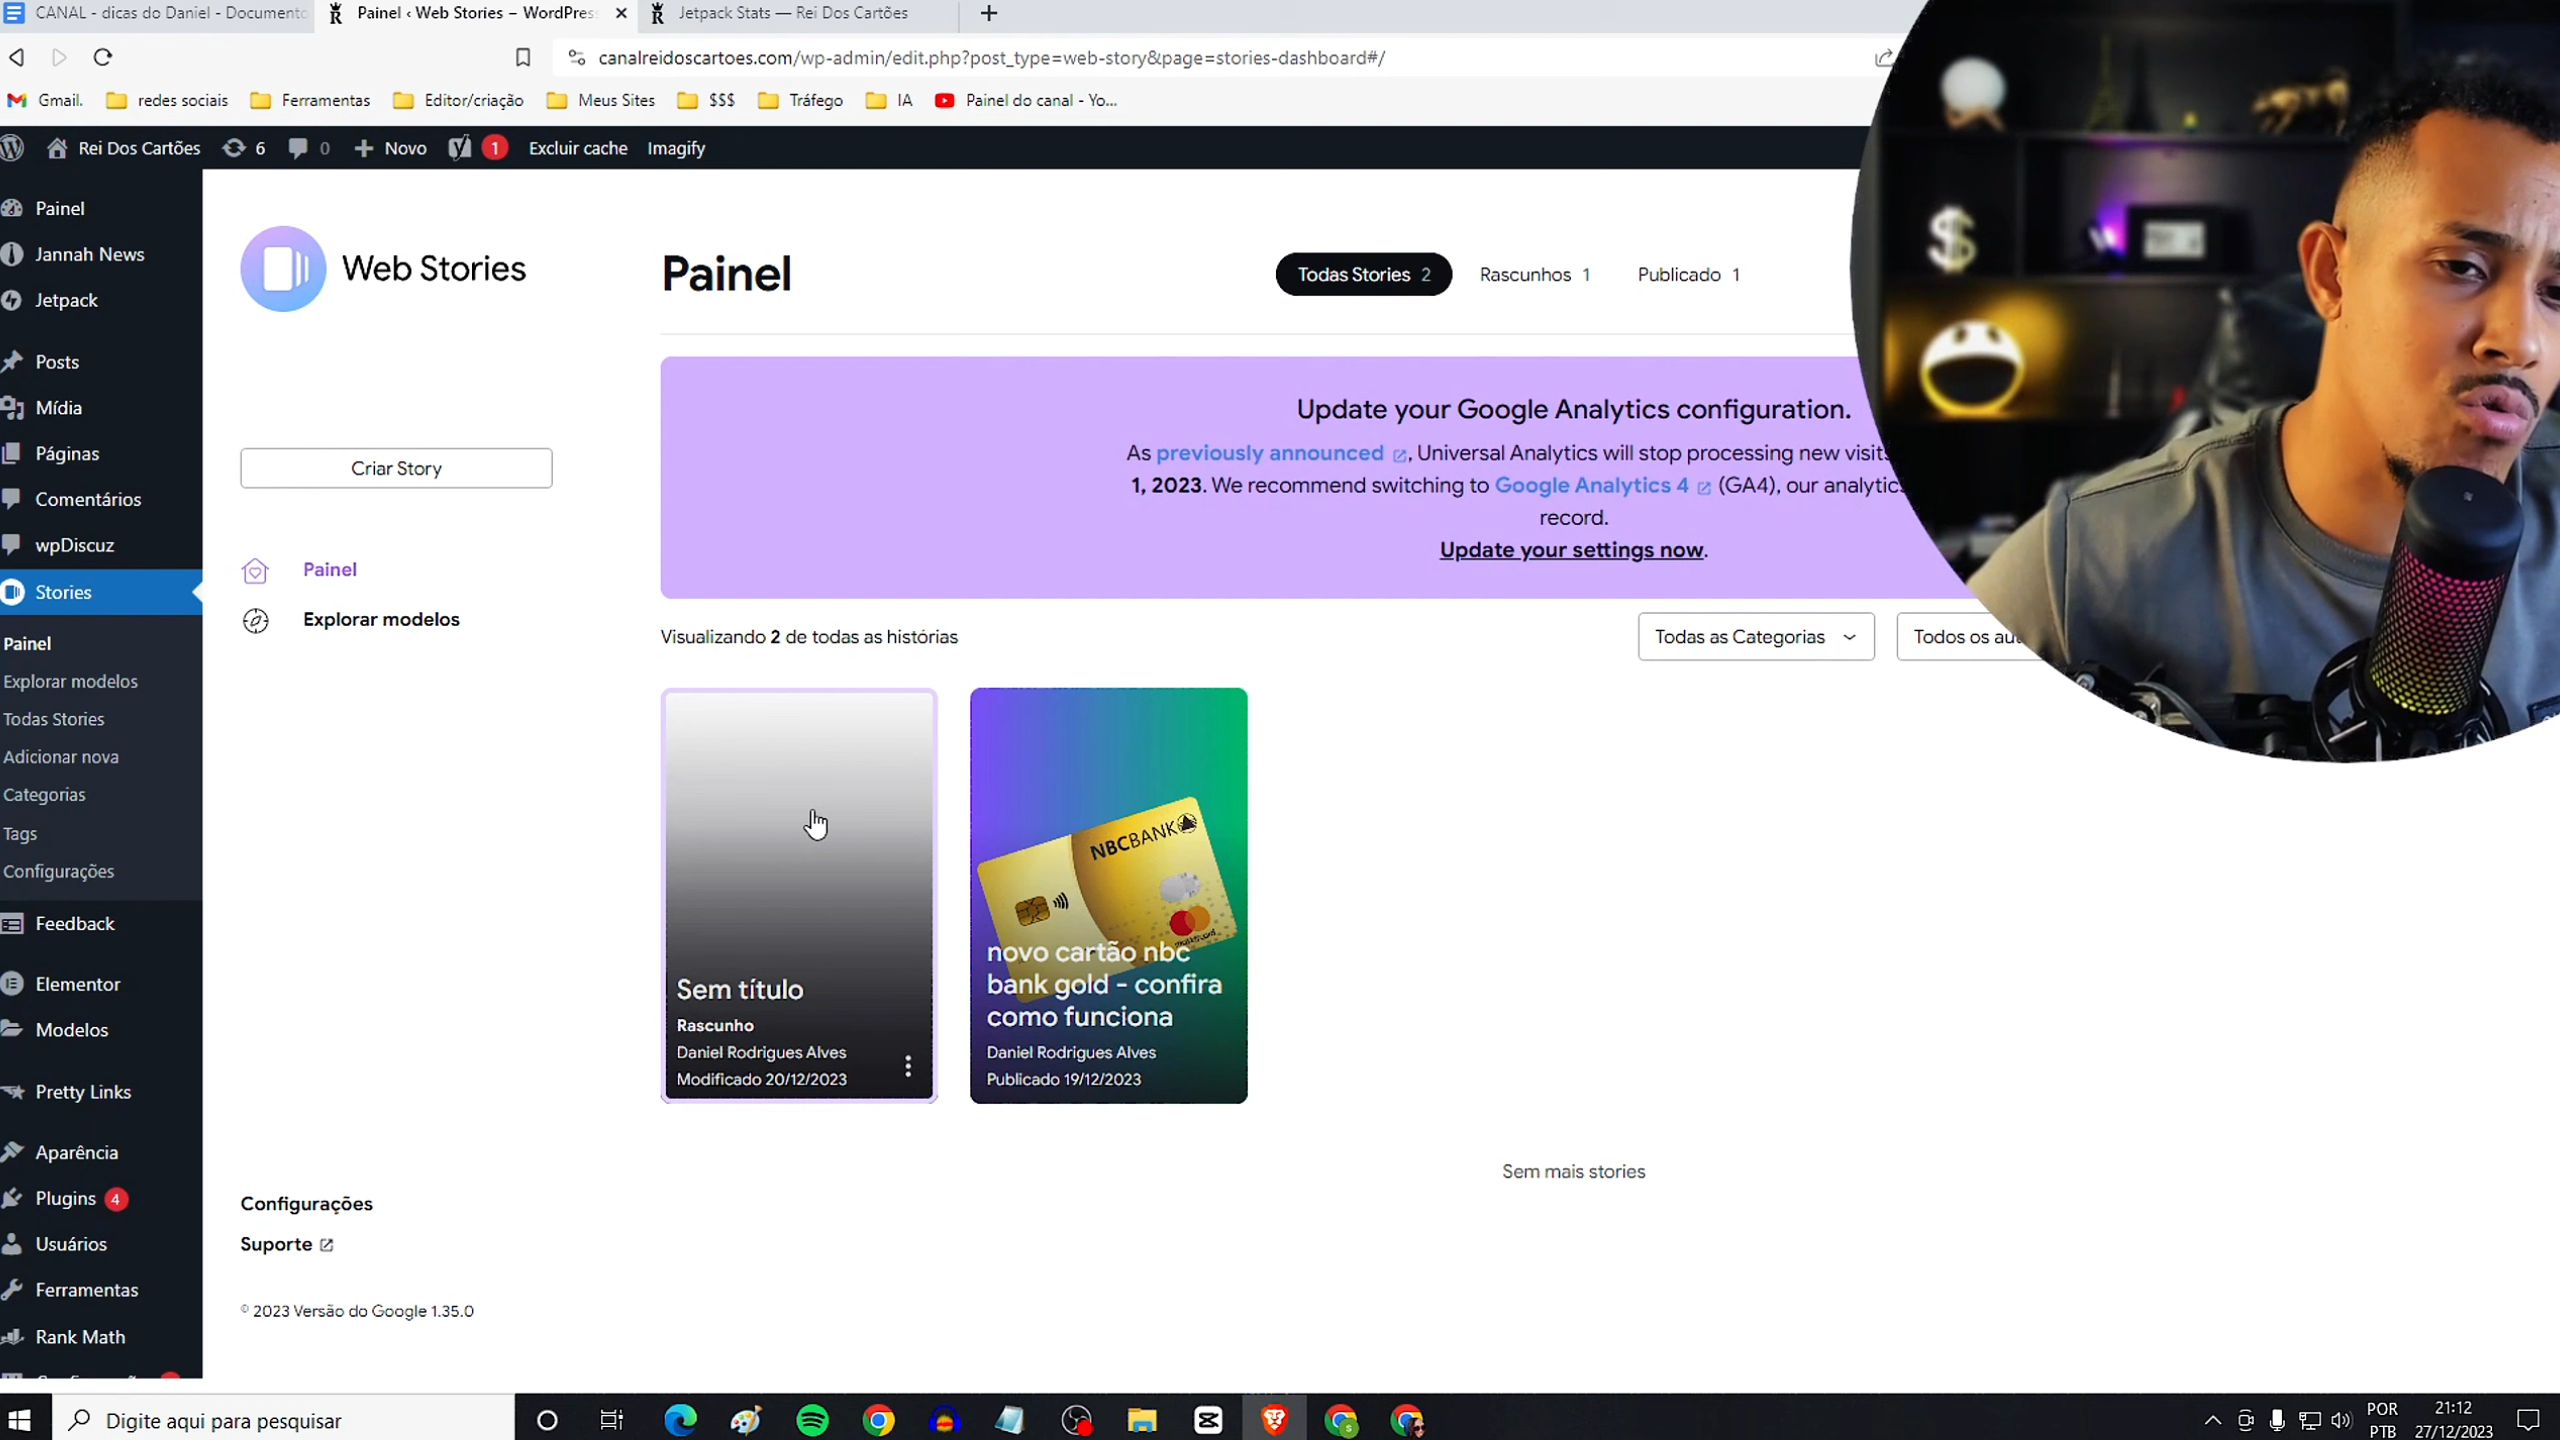 CANAL - dicas do Daniel - Documento
Painel ‹ Web Stories – WordPress
Jetpack Stats — Rei Dos Cartões
canalreidoscartoes.com/wp-admin/edit.php?post_type=web-story&page=stories-dashboard#/
Gmail.
redes sociais
Ferramentas
Editor/criação
Meus Sites
$$$
Tráfego
IA
Painel do canal - Yo...
Rei Dos Cartões
6
0
Novo
1
Excluir cache
Imagify
Painel
Jannah News
Jetpack
Posts
Mídia
Páginas
Comentários
wpDiscuz
Stories
Painel
Explorar modelos
Todas Stories
Adicionar nova
Categorias
Tags
Configurações
Feedback
Elementor
Modelos
Pretty Links
Aparência
Plugins 4
Usuários
Ferramentas
Rank Math
Web Stories
Criar Story
Painel
Explorar modelos
Configurações
Suporte
© 2023 Versão do Google 1.35.0
Painel
Todas Stories 2
Rascunhos 1
Publicado 1
Update your Google Analytics configuration.
As previously announced , Universal Analytics will stop processing new visits
1, 2023. We recommend switching to Google Analytics 4 (GA4), our analytics
record.
Update your settings now.
Visualizando 2 de todas as histórias
Todas as Categorias
Todos os
Sem título
Rascunho
Daniel Rodrigues Alves
Modificado 20/12/2023
NBCBANK
novo cartão nbc
bank gold - confira
como funciona
Daniel Rodrigues Alves
Publicado 19/12/2023
Sem mais stories
Digite aqui para pesquisar
POR
PTB
21:12
27/12/2023